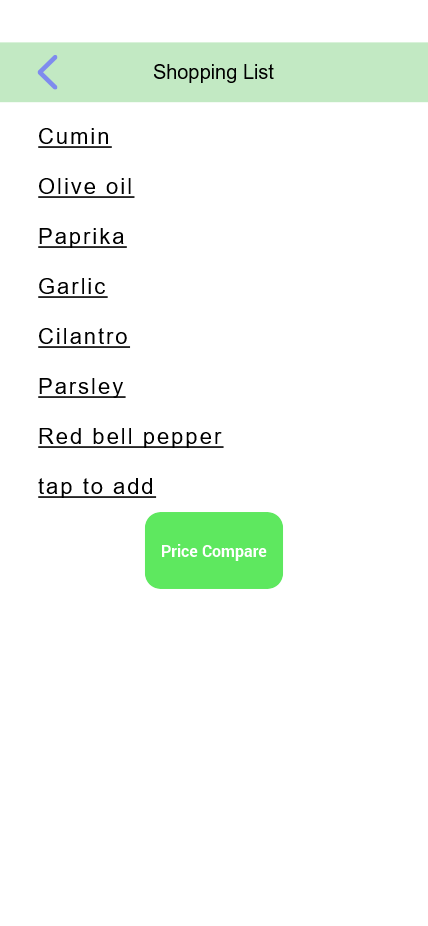 Shopping List
Cumin
Olive oil
Paprika
Garlic
Cilantro
Parsley
Red bell pepper
tap to add
Price Compare